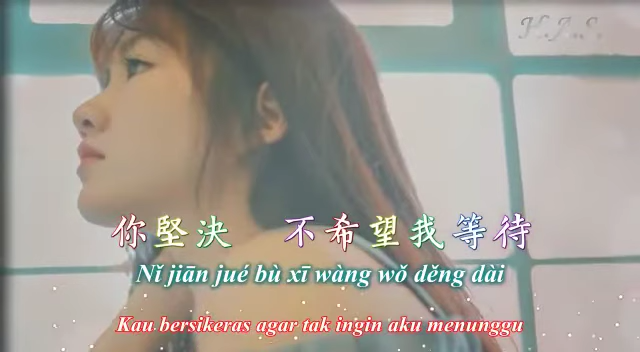 H.A.S.
你堅決 不希望我等待
Nǐ jiān jué bù xī wàng wǒ děng dài
Kau bersikeras agar tak ingin aku menunggu